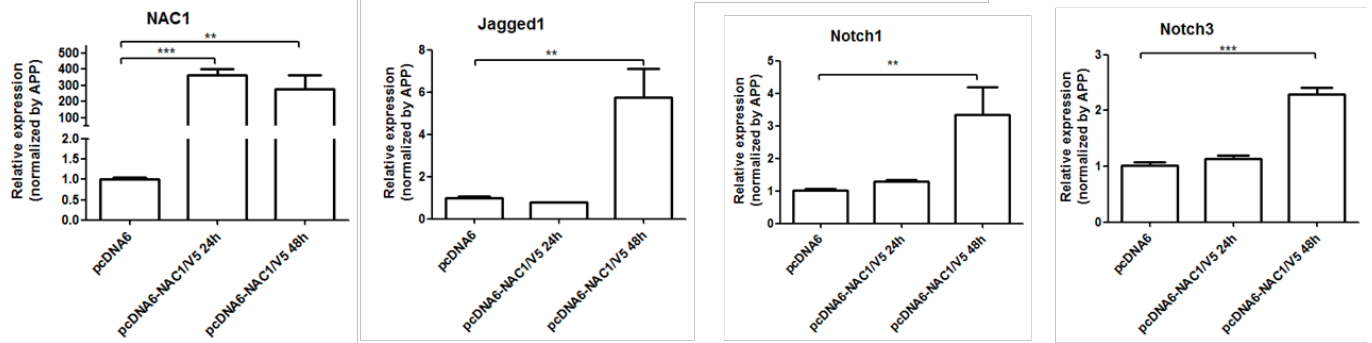 NAC1
Relative expression
(normalized by APP)
500
400
300
200
100
2.0
1.5
1.0
0.5
0.0
**
***
pcDNA6
pcDNA6-NAC1/V5 24h
pcDNA6-NAC1/V5 48h
Jagged1
Relative expression
(normalized by APP)
8
6
4
2
0
**
pcDNA6
pcDNA6-NAC1/V5 24h
pcDNA6-NAC1/V5 48h
Notch1
Relative expression
(normalized by APP)
5
4
3
2
1
0
**
pcDNA6
pcDNA6-NAC1/V5 24h
pcDNA6-NAC1/V5 48h
Notch3
Relative expression
(normalized by APP)
3
2
1
0
***
pcDNA6
pcDNA6-NAC1/V5 24h
pcDNA6-NAC1/V5 48h